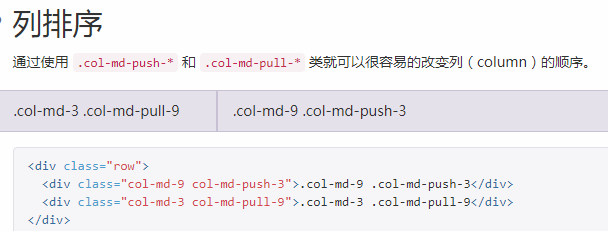 列排序
通过使用 .col-md-push-* 和 .col-md-pull-* 类就可以很容易的改变列（column）的顺序。
.col-md-3 .col-md-pull-9 .col-md-9 .col-md-push-3
<div class="row">
  <div class="col-md-9 col-md-push-3">.col-md-9 .col-md-push-3</div>
  <div class="col-md-3 col-md-pull-9">.col-md-3 .col-md-pull-9</div>
</div>